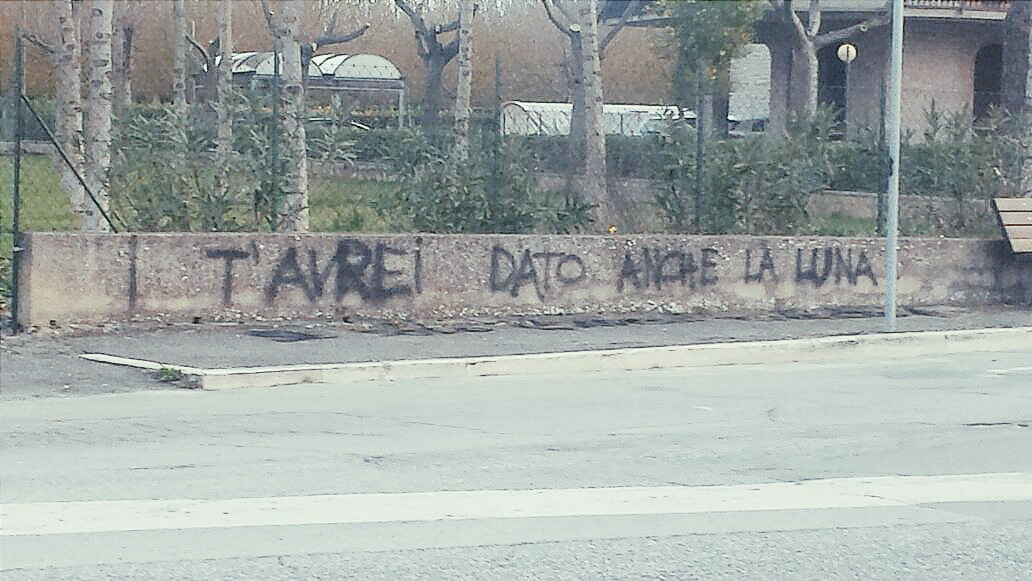 T'AVREi DATO ANCHE LA LUNA